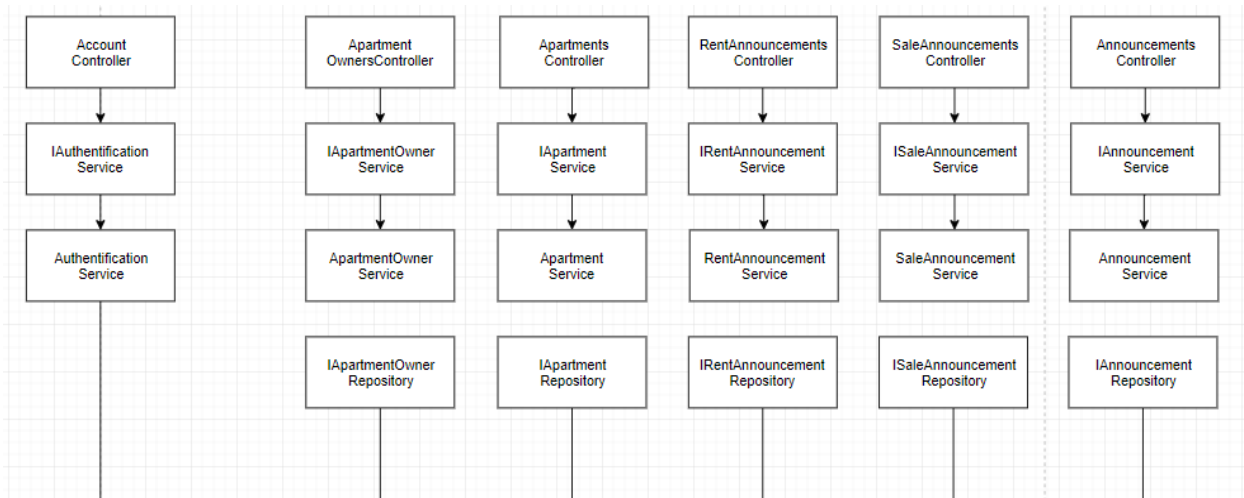 Account
Controller
Apartment
OwnersController
Apartments
Controller
RentAnnouncements
Controller
SaleAnnouncements
Controller
Announcements
Controller
IAuthentification
Service
IApartmentOwner
Service
IApartment
Service
IRentAnnouncement
Service
ISaleAnnouncement
Service
IAnnouncement
Service
Authentification
Service
ApartmentOwner
Service
Apartment
Service
RentAnnouncement
Service
SaleAnnouncement
Service
Announcement
Service
IApartmentOwner
Repository
IApartment
Repository
IRentAnnouncement
Repository
ISaleAnnouncement
Repository
IAnnouncement
Repository